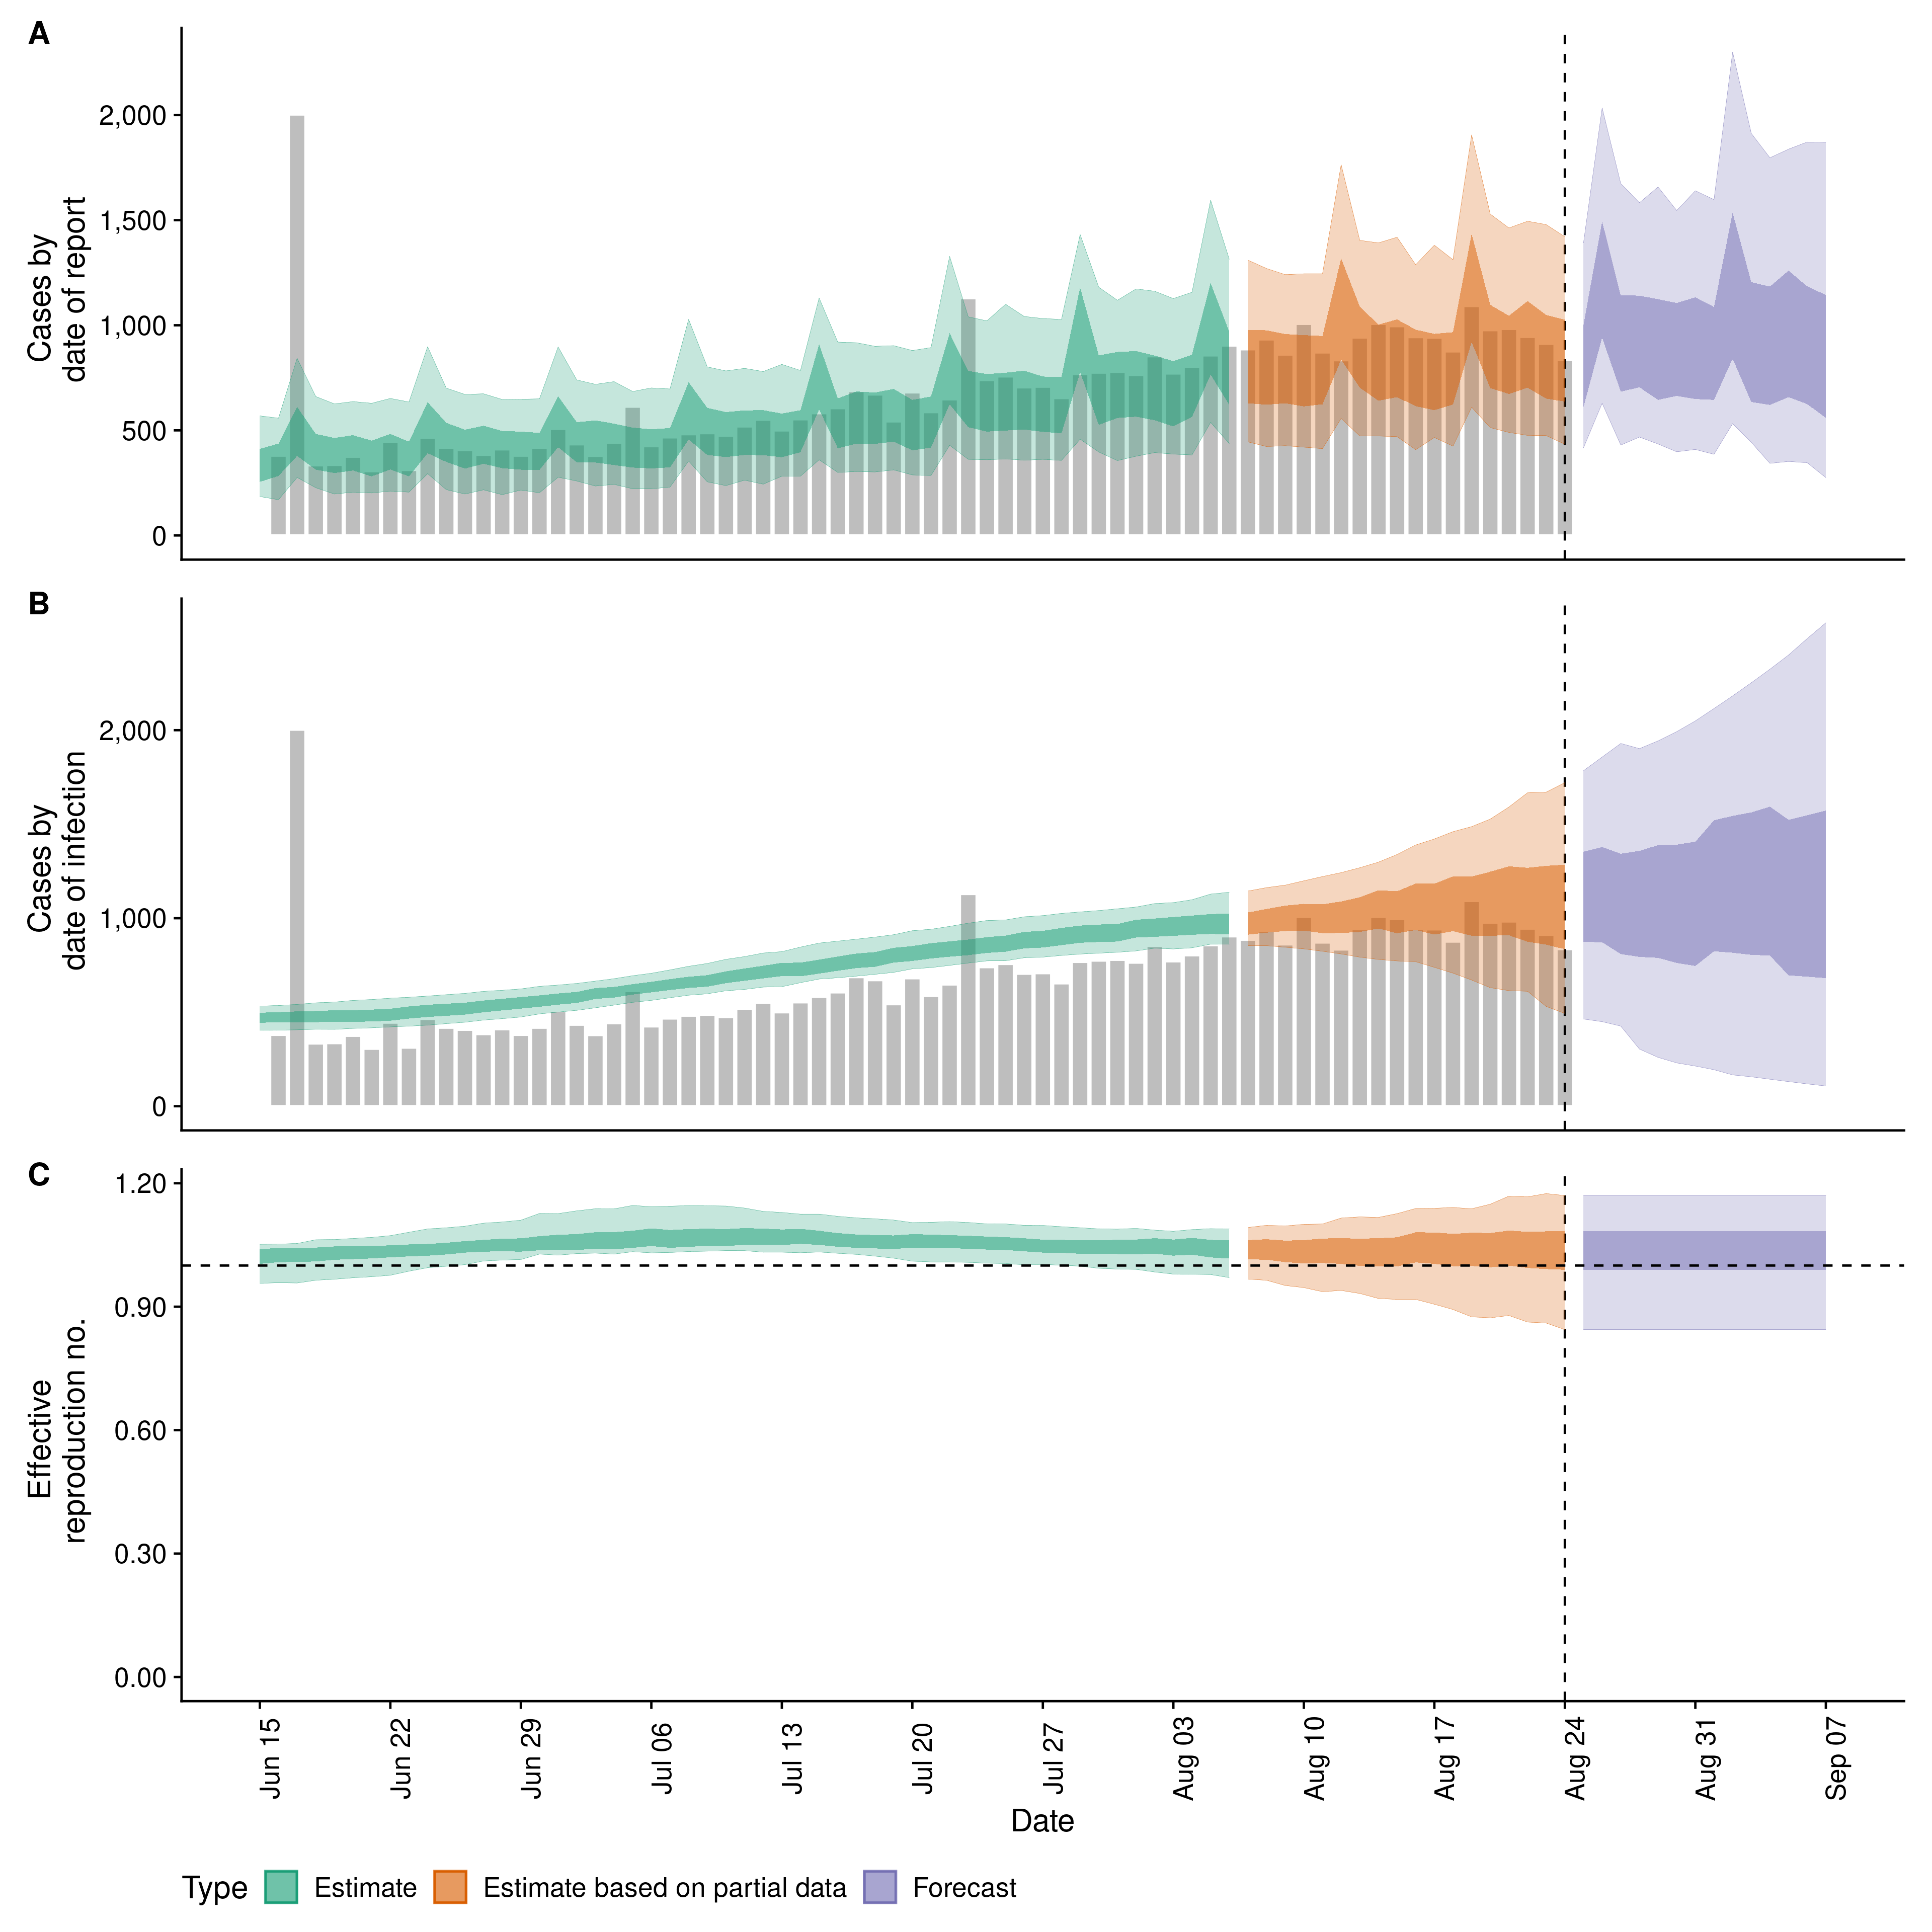 A
Cases by
date of report
2,000
1,500
1,000
500
0
B
Cases by
date of infection
2,000
1,000
0
C
Effective
reproduction no.
1.20
0.90
0.60
0.30
0.00
Jun 15
Jun 22
Jun 29
Jul 06
Jul 13
Jul 20
Jul 27
Aug 03
Aug 10
Aug 17
Aug 24
Aug 31
Sep 07
Date
Type Estimate Estimate based on partial data Forecast